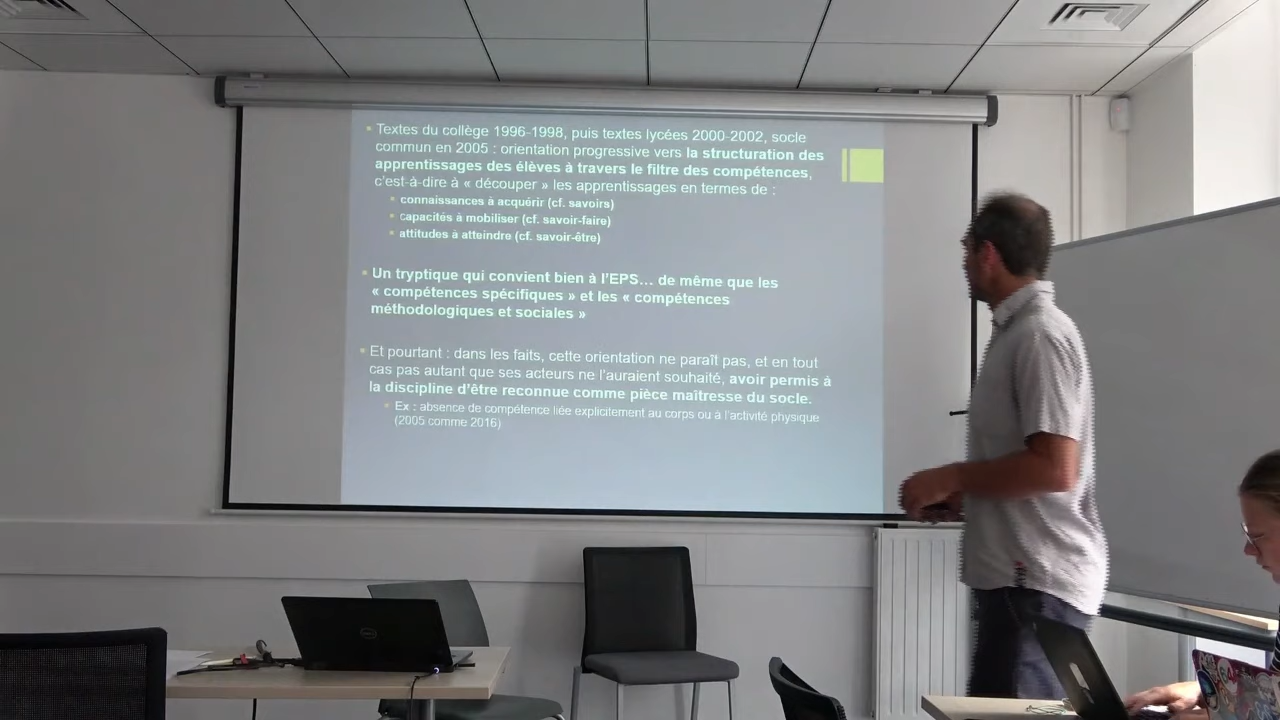 Textes du collège 1996-1998, puis textes lycées 2000-2002, socle
commun en 2005 : orientation progressive vers la structuration des
apprentissages des élèves à travers le filtre des compétences,
c'est-à-dire à « découper » les apprentissages en termes de :
connaissances à acquérir (cf. savoirs)
capacités à mobiliser (cf. savoir-faire)
attitudes à atteindre (cf. savoir-être)
Un tryptique qui convient bien à l'EPS… de même que les
« compétences spécifiques » et les « compétences
méthodologiques et sociales »
Et pourtant : dans les faits, cette orientation ne paraît pas, et en tout
cas pas autant que ses acteurs ne l'auraient souhaité, avoir permis à
la discipline d'être reconnue comme pièce maîtresse du socle.
Ex : absence de compétence liée explicitement au corps ou à l'activité physique
(2005 comme 2016)
DELL